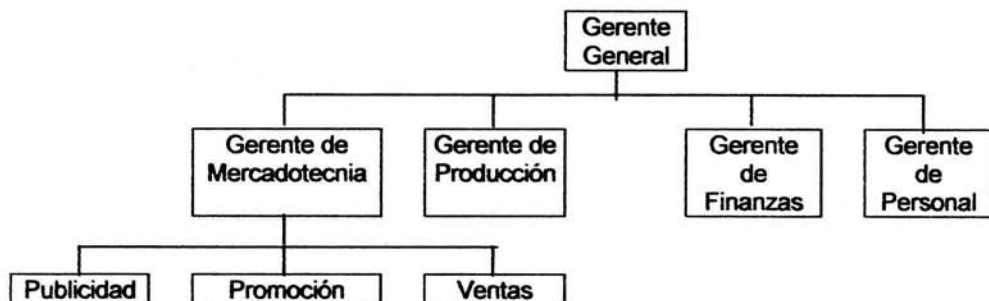 Gerente
General
Gerente de
Mercadotecnia
Gerente de
Producción
Gerente
de
Finanzas
Gerente
de
Personal
Publicidad
Promoción
Ventas